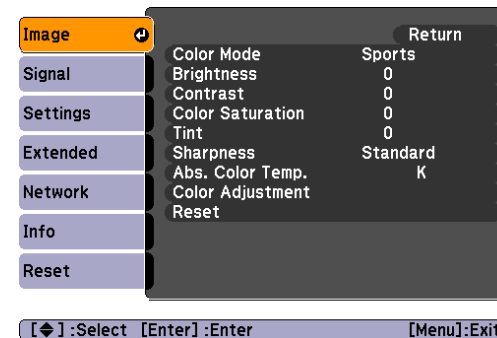 Image
Signal
Settings
Extended
Network
Info
Reset
Return
Color Mode Sports
Brightness 0
Contrast 0
Color Saturation 0
Tint 0
Sharpness Standard
Abs. Color Temp. K
Color Adjustment
Reset
[◆] :Select [Enter] :Enter [Menu]:Exit